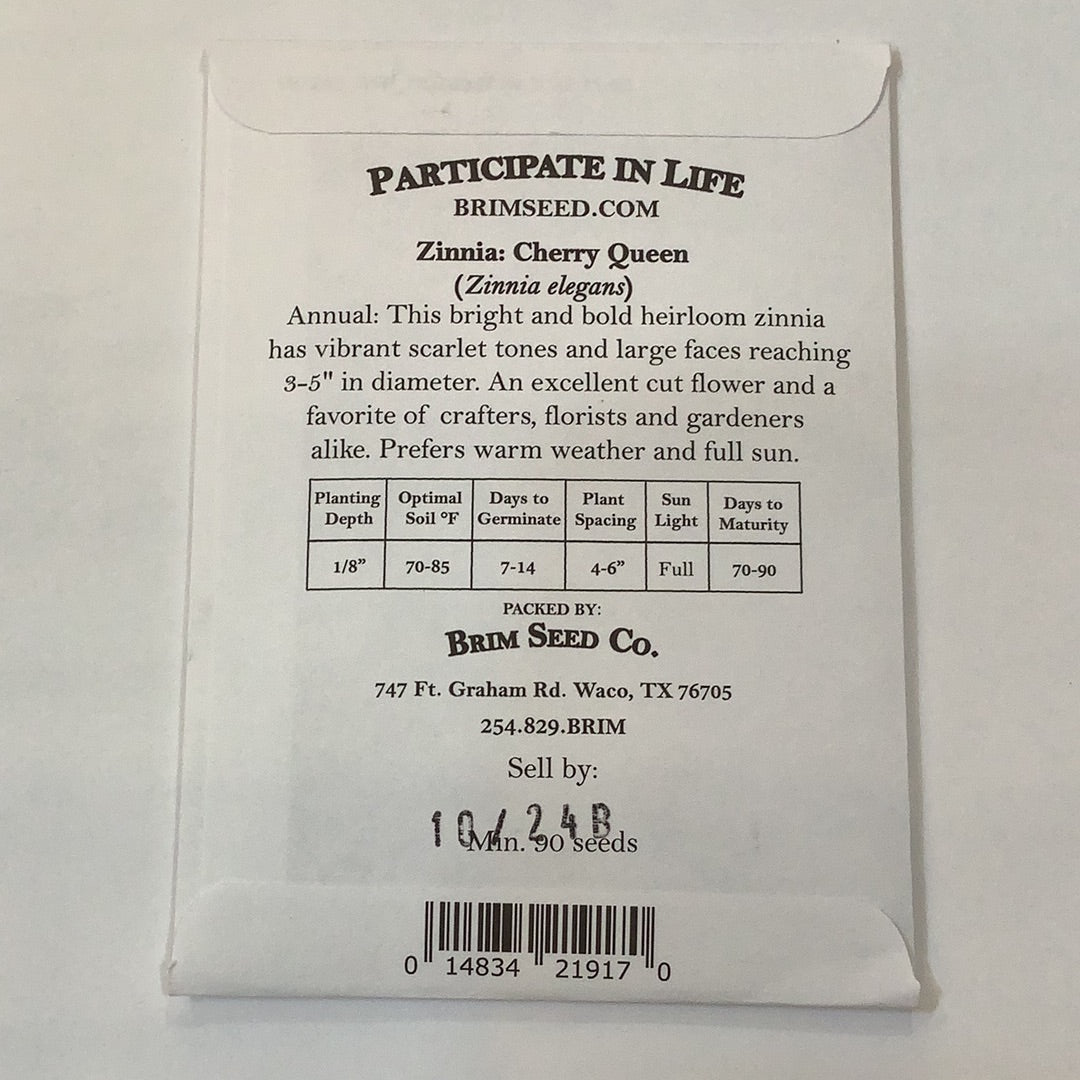 PARTICIPATE IN LIFE
BRIMSEED.COM
Zinnia: Cherry Queen
(Zinnia elegans)
Annual: This bright and bold heirloom zinnia
has vibrant scarlet tones and large faces reaching
3-5" in diameter. An excellent cut flower and a
favorite of crafters, florists and gardeners
alike. Prefers warm weather and full sun.
Planting Depth Optimal Soil °F Days to Germinate Plant Spacing Sun Light Days to Maturity
1/8” 70-85 7-14 4-6” Full 70-90
PACKED BY:
BRIM SEED CO.
747 Ft. Graham Rd. Waco, TX 76705
254.829.BRIM
Sell by:
10/24B
Min. 90 seeds
0 14834 21917 0